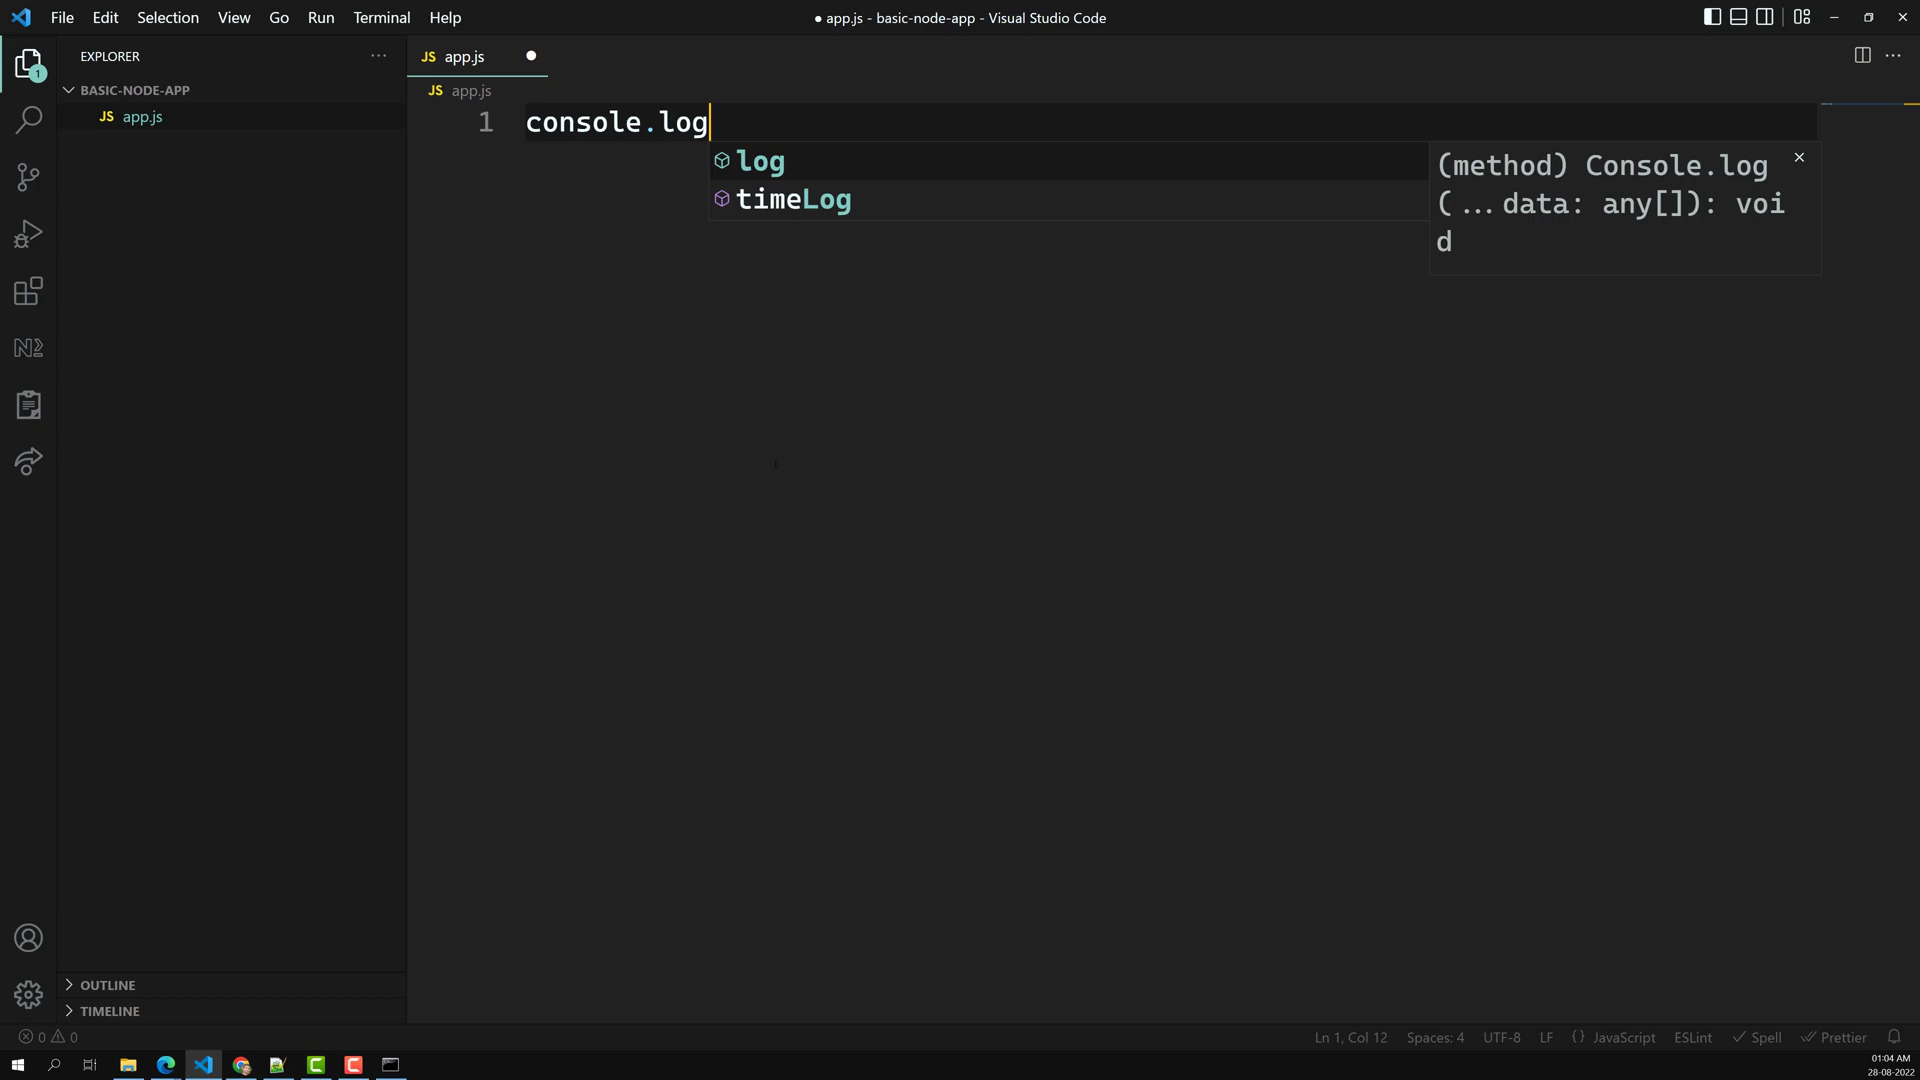 File Edit Selection View Go Run Terminal Help
● app.js - basic-node-app - Visual Studio Code
EXPLORER
1
BASIC-NODE-APP
JS app.js
JS app.js
JS app.js
1 console.log
log
timeLog
(method) Console.log
(...data: any[]): voi
d
OUTLINE
TIMELINE
0 0
Ln 1, Col 12 Spaces: 4 UTF-8 LF {} JavaScript ESLint Spell Prettier
01:04 AM
28-08-2022